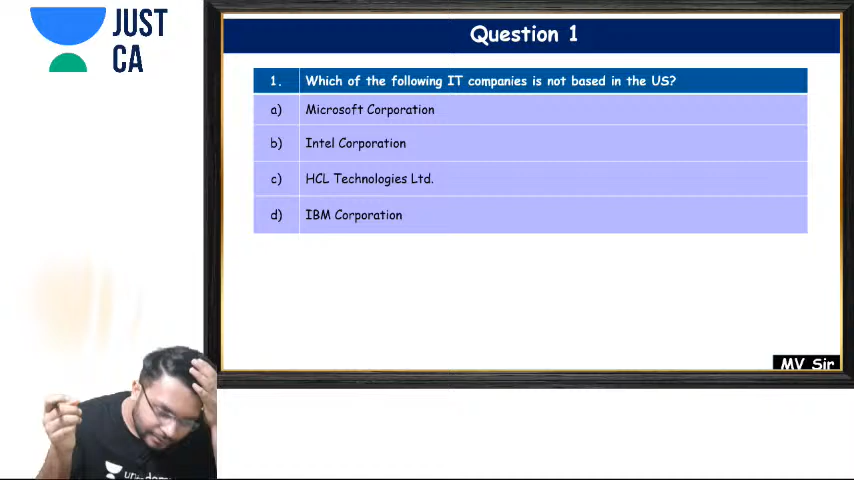 JUST
CA
Question 1
1. Which of the following IT companies is not based in the US?
a) Microsoft Corporation
b) Intel Corporation
c) HCL Technologies Ltd.
d) IBM Corporation
MV Sir